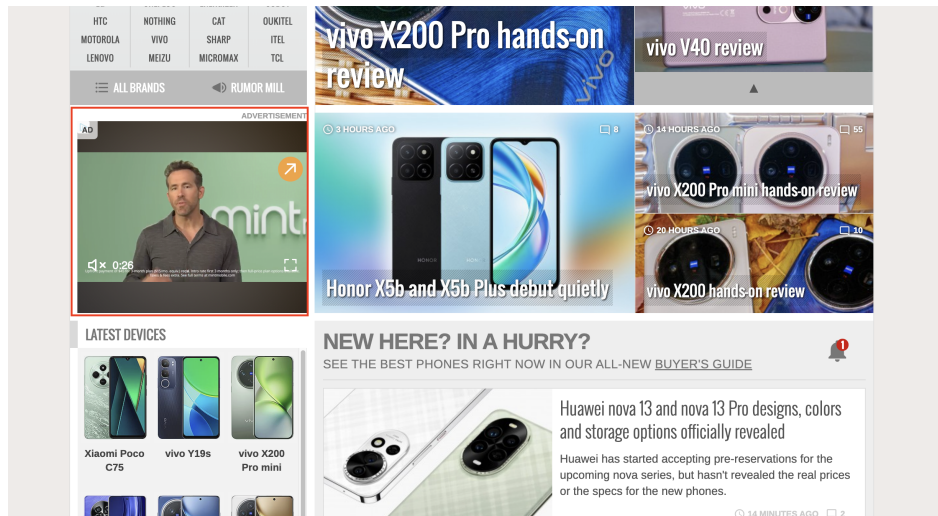 HTC NOTHING CAT OUKITEL
MOTOROLA VIVO SHARP ITEL
LENOVO MEIZU MICROMAX TCL
ALL BRANDS RUMOR MILL
ADVERTISEMENT
AD
mint
0:26
vivo X200 Pro hands-on
review
vivo
vivo V40 review
3 HOURS AGO 8
HONOR HONOR
Honor X5b and X5b Plus debut quietly
14 HOURS AGO 55
vivo X200 Pro mini hands-on review
20 HOURS AGO 10
vivo X200 hands-on review
LATEST DEVICES
Xiaomi Poco
C75
vivo Y19s
vivo X200
Pro mini
NEW HERE? IN A HURRY?
SEE THE BEST PHONES RIGHT NOW IN OUR ALL-NEW BUYER'S GUIDE
1
Huawei nova 13 and nova 13 Pro designs, colors
and storage options officially revealed
Huawei has started accepting pre-reservations for the
upcoming nova series, but hasn't revealed the real prices
or the specs for the new phones.
14 MINUTES AGO 2